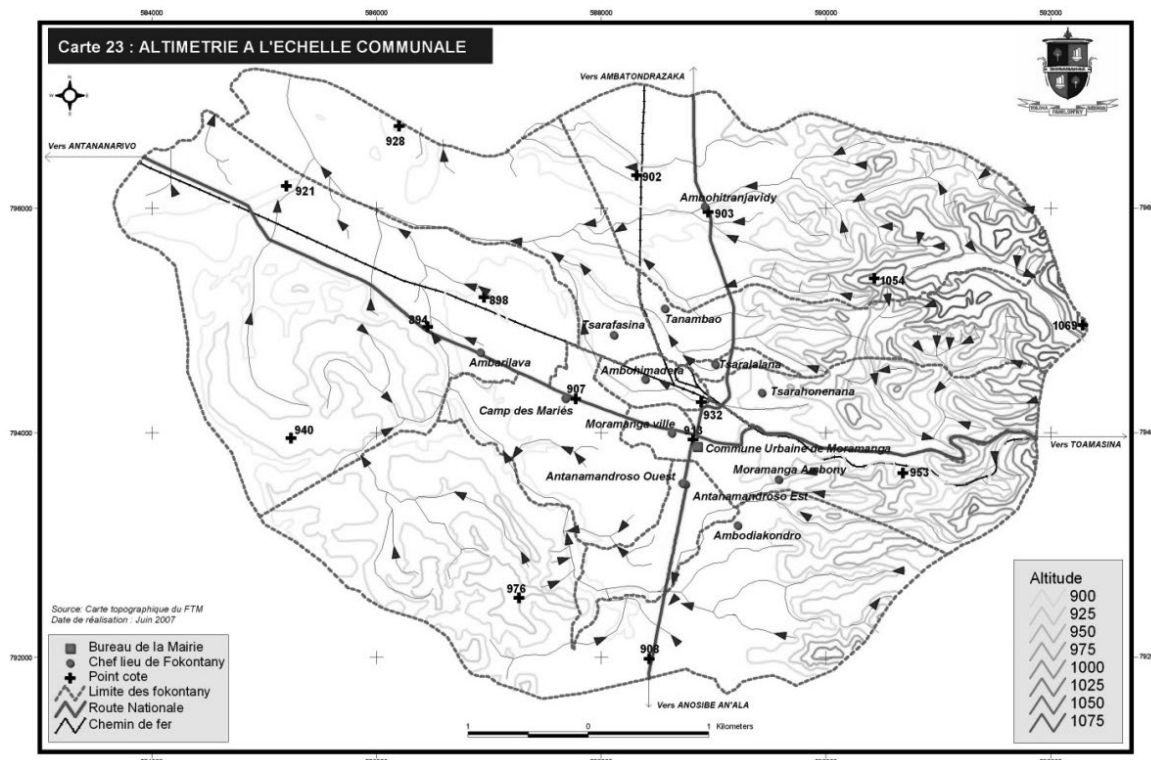 584000 586000 588000 590000 592000
Carte 23 : ALTIMETRIE A L'ECHELLE COMMUNALE
Vers AMBATONDRAZAKA
N
W E
S
Vers ANTANANARIVO
928
902
921
Ambohitranjavidy
903
796000
1054
898
1069
894
Tsarafasina
Tanambao
Ambarilava
Ambohimadera
Tsaralalana
907
Camp des Mariés
932
Tsarahonenana
940
Moramanga ville
913
794000
Vers TOAMASINA
Commune Urbaine de Moramanga
Antanamandroso Ouest
Moramanga Ambony
953
Antanamandroso Est
Ambodiakondro
976
Source: Carte topographique du FTM
Date de réalisation : Juin 2007
908
792000
Vers ANOSIBE AN'ALA
Bureau de la Mairie
Chef lieu de Fokontany
Point cote
Limite des fokontany
Route Nationale
Chemin de fer
1 0 1 Kilometers
Altitude
900
925
950
975
1000
1025
1050
1075